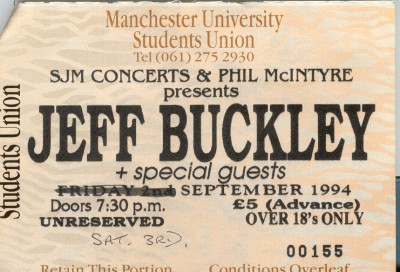 Manchester University
Students Union
Tel (061) 275 2930
SJM CONCERTS & PHIL McINTYRE
presents
JEFF BUCKLEY
+ special guests
FRIDAY 2nd SEPTEMBER 1994
Doors 7:30 p.m. £5 (Advance)
UNRESERVED OVER 18's ONLY
SAT. 3RD.
00155
Retain This Portion Conditions Overleaf
Students Union